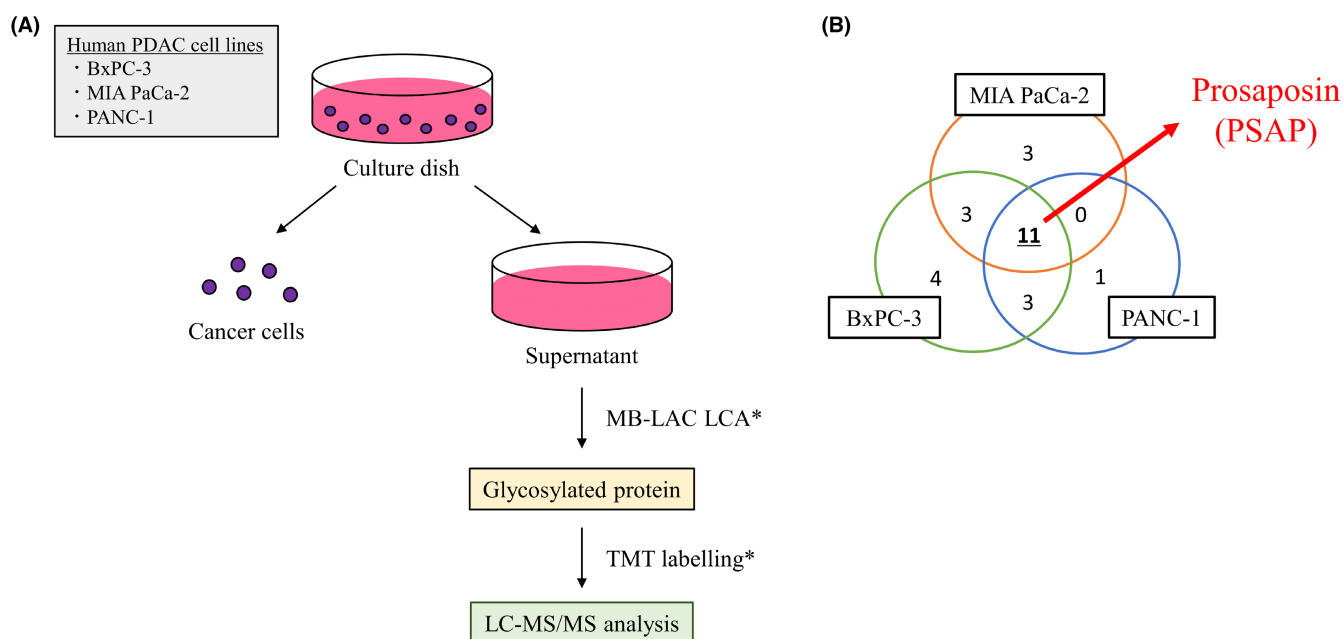 (A)
Human PDAC cell lines
・BxPC-3
・MIA PaCa-2
・PANC-1
Culture dish
Cancer cells
Supernatant
MB-LAC LCA*
Glycosylated protein
TMT labelling*
LC-MS/MS analysis
(B)
MIA PaCa-2
Prosaposin
(PSAP)
3
3
0
11
4
1
3
BxPC-3
PANC-1